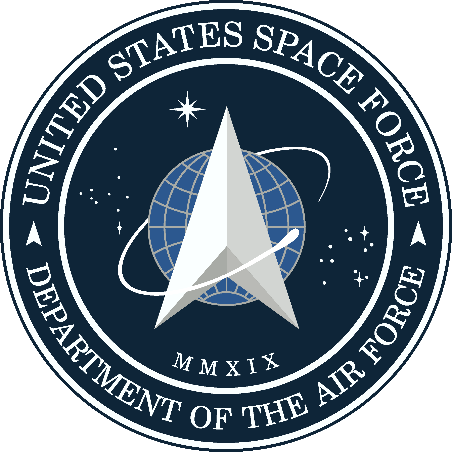 UNITED STATES SPACE FORCE
MMXIX
DEPARTMENT OF THE AIR FORCE